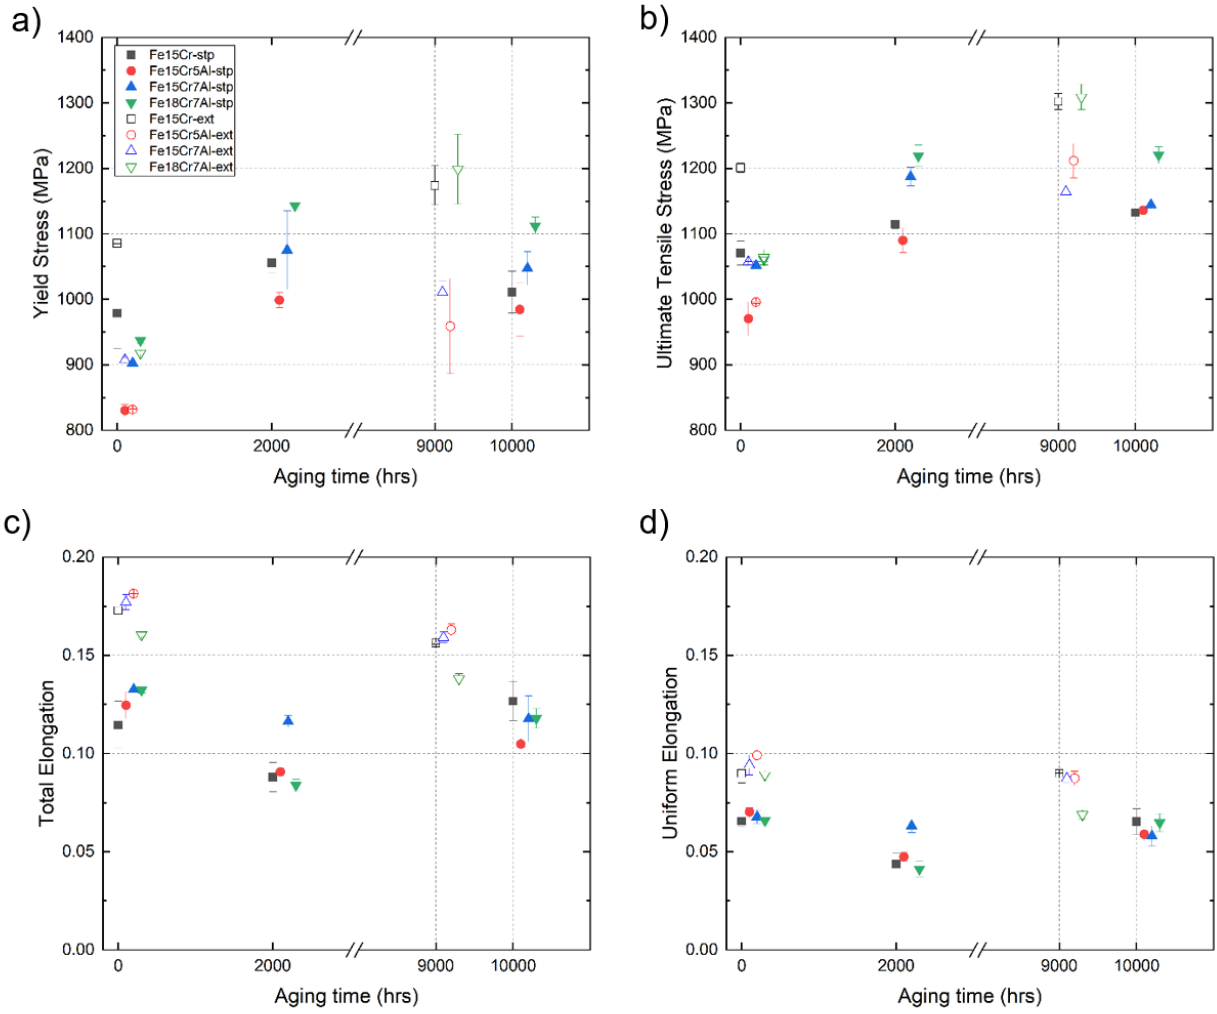 a)
1400
1300
1200
1100
1000
900
800
Yield Stress (MPa)
Fe15Cr-stp
Fe15Cr5Al-stp
Fe15Cr7Al-stp
Fe18Cr7Al-stp
Fe15Cr-ext
Fe15Cr5Al-ext
Fe15Cr7Al-ext
Fe18Cr7Al-ext
0 2000 9000 10000
Aging time (hrs)
b)
1400
1300
1200
1100
1000
900
800
Ultimate Tensile Stress (MPa)
0 2000 9000 10000
Aging time (hrs)
c)
0.20
0.15
0.10
0.05
0.00
Total Elongation
0 2000 9000 10000
Aging time (hrs)
d)
0.20
0.15
0.10
0.05
0.00
Uniform Elongation
0 2000 9000 10000
Aging time (hrs)